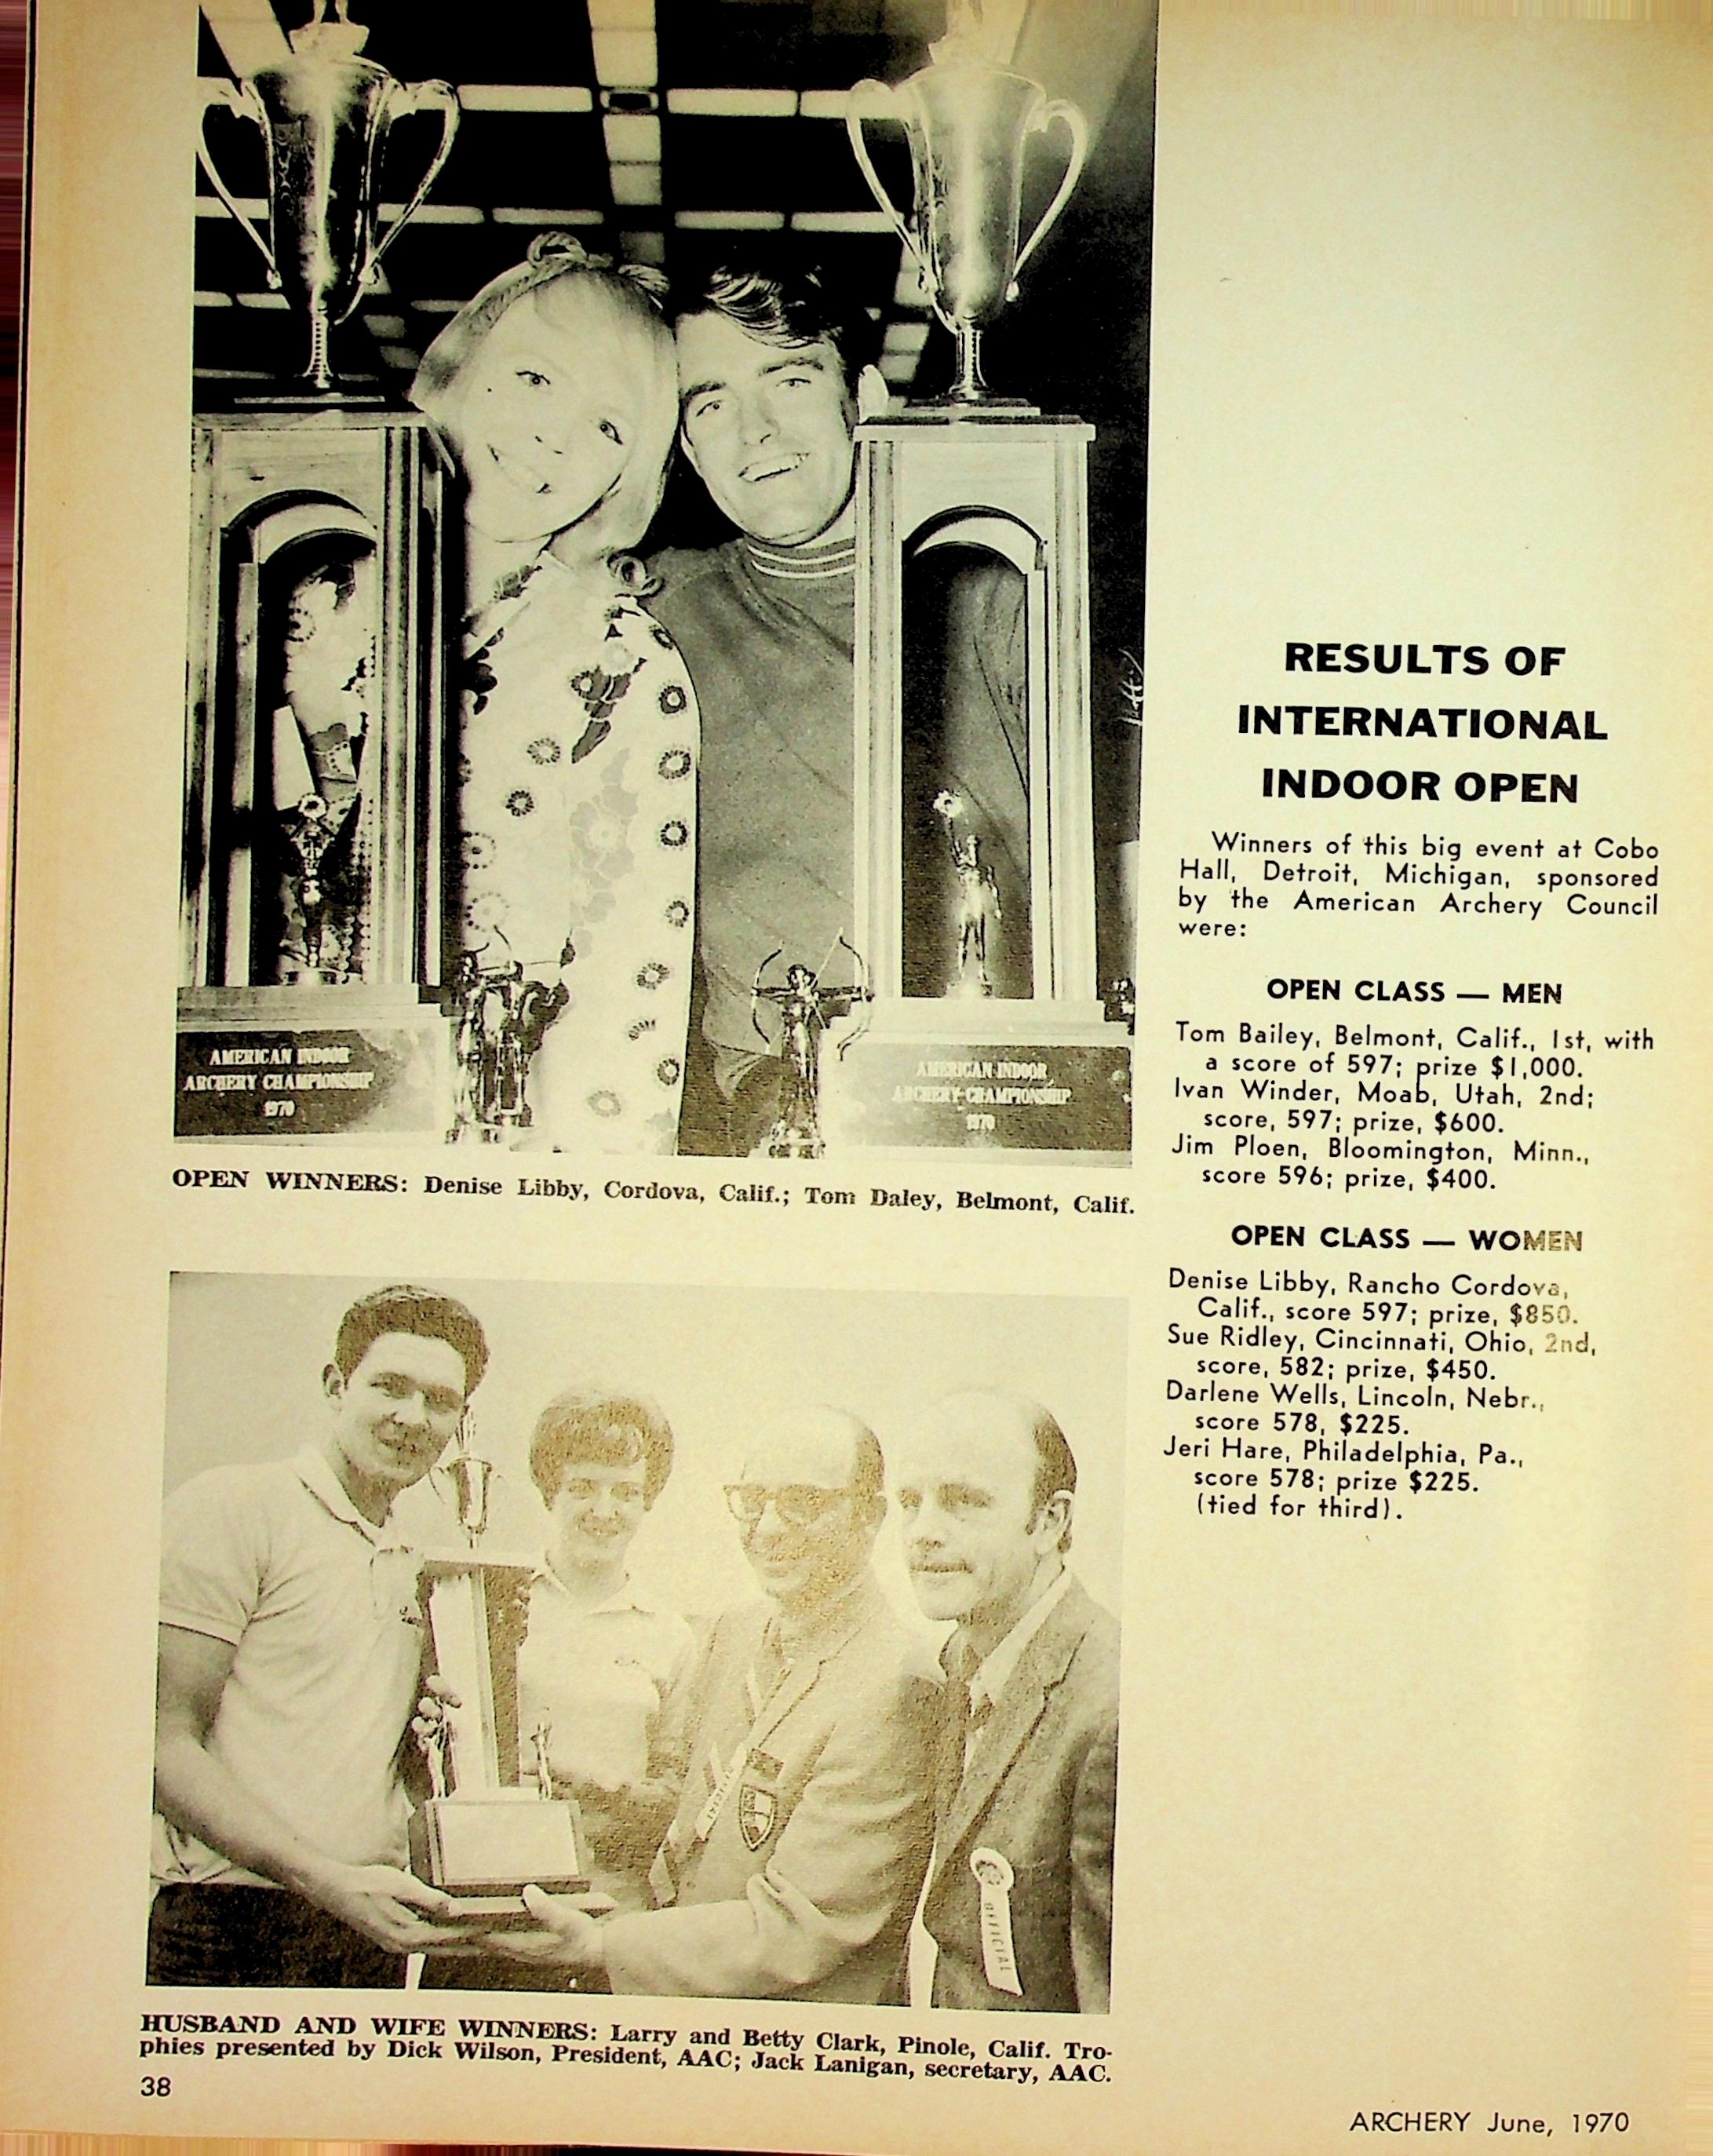 AMERICAN INDOOR
ARCHERY CHAMPIONSHIP
1970
AMERICAN INDOOR
ARCHERY CHAMPIONSHIP
1970
OPEN WINNERS: Denise Libby, Cordova, Calif.; Tom Daley, Belmont, Calif.
OFFICIAL
HUSBAND AND WIFE WINNERS: Larry and Betty Clark, Pinole, Calif. Tro-
phies presented by Dick Wilson, President, AAC; Jack Lanigan, secretary, AAC.
RESULTS OF
INTERNATIONAL
INDOOR OPEN
Winners of this big event at Cobo
Hall, Detroit, Michigan, sponsored
by the American Archery Council
were:
OPEN CLASS — MEN
Tom Bailey, Belmont, Calif., 1st, with
a score of 597; prize $1,000.
Ivan Winder, Moab, Utah, 2nd;
score, 597; prize, $600.
Jim Ploen, Bloomington, Minn.,
score 596; prize, $400.
OPEN CLASS — WOMEN
Denise Libby, Rancho Cordova,
Calif., score 597; prize, $850.
Sue Ridley, Cincinnati, Ohio, 2nd,
score, 582; prize, $450.
Darlene Wells, Lincoln, Nebr.,
score 578, $225.
Jeri Hare, Philadelphia, Pa.,
score 578; prize $225.
(tied for third).
38
ARCHERY June, 1970